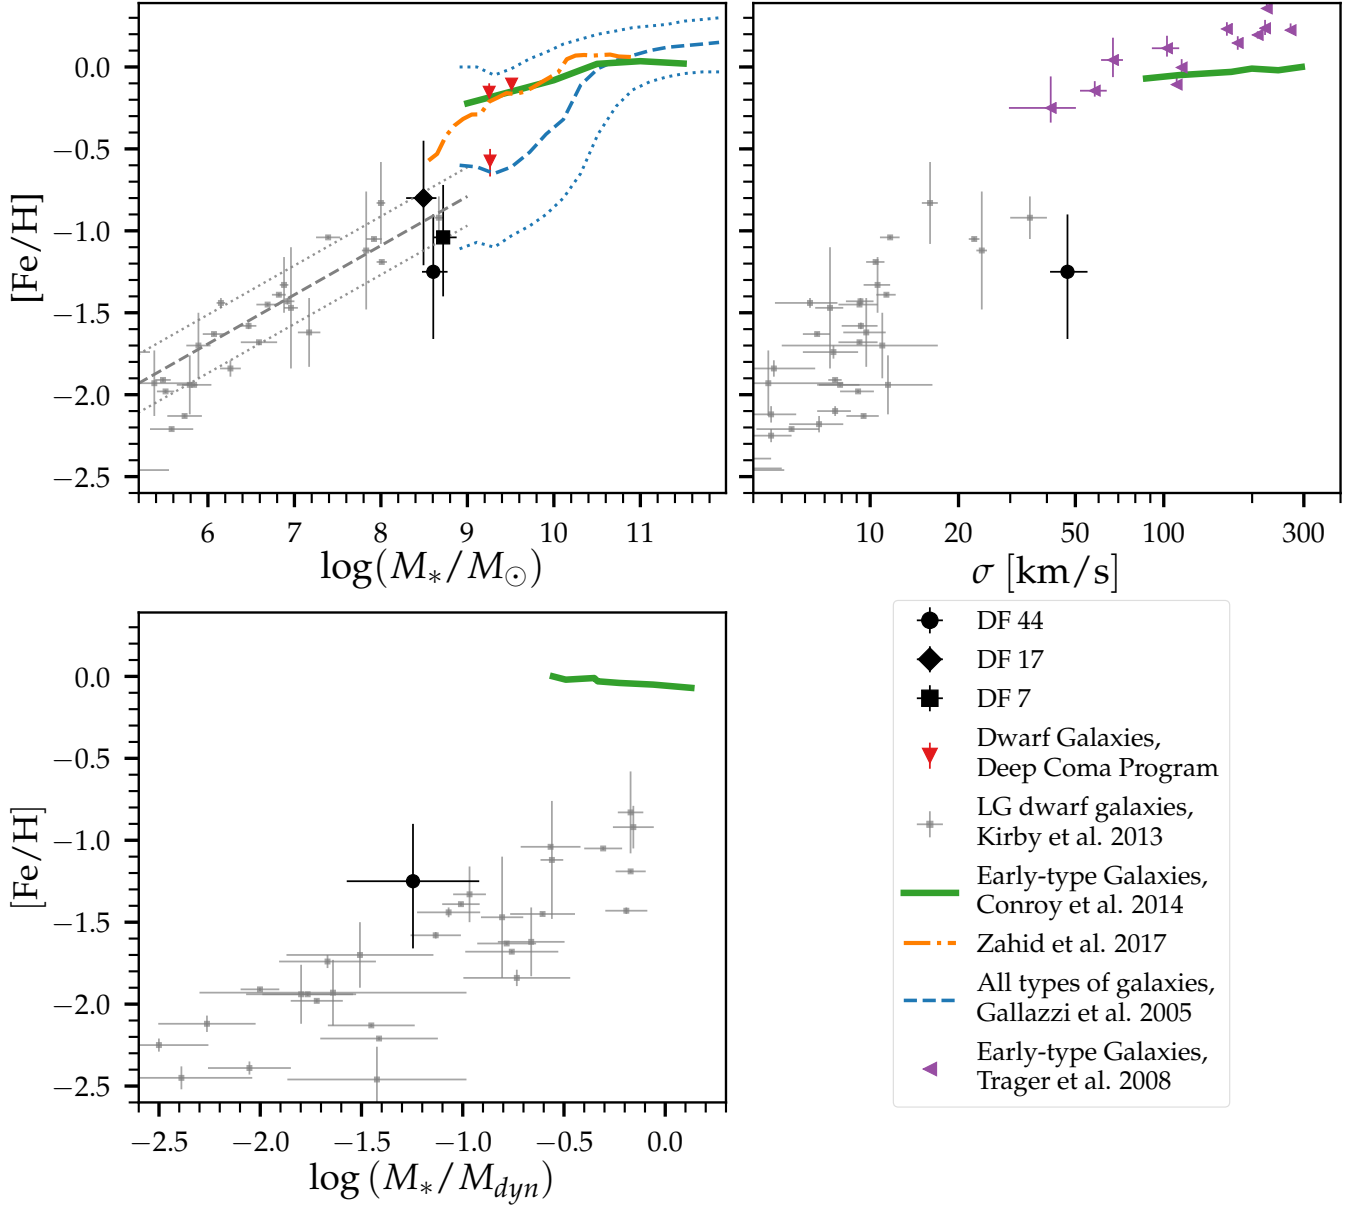 [Fe/H]
0.0
−0.5
−1.0
−1.5
−2.0
−2.5
6 7 8 9 10 11
log(M*/M⊙)
10 20 50 100 300
σ [km/s]
[Fe/H]
0.0
−0.5
−1.0
−1.5
−2.0
−2.5
−2.5 −2.0 −1.5 −1.0 −0.5 0.0
log (M*/Mdyn)
DF 44
DF 17
DF 7
Dwarf Galaxies,
Deep Coma Program
LG dwarf galaxies,
Kirby et al. 2013
Early-type Galaxies,
Conroy et al. 2014
Zahid et al. 2017
All types of galaxies,
Gallazzi et al. 2005
Early-type Galaxies,
Trager et al. 2008